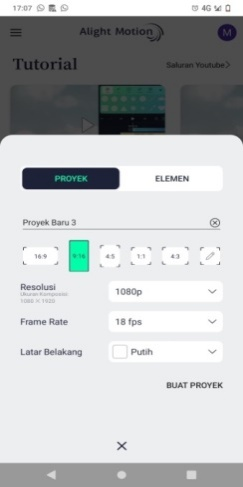 17:07 4G
Alight Motion M
Tutorial Saluran Youtube>
PROYEK ELEMEN
Proyek Baru 3
16:9 9:16 4:5 1:1 4:3
Resolusi 1080p
Ukuran Komposisi
1080 X 1920
Frame Rate 18 fps
Latar Belakang Putih
BUAT PROYEK